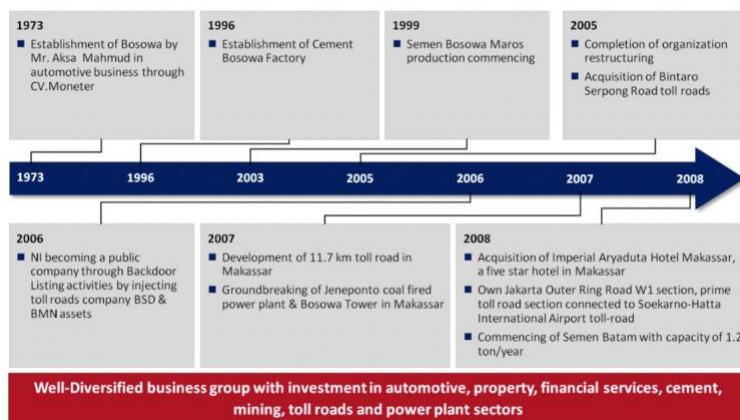 1973
Establishment of Bosowa by
Mr. Aksa Mahmud in
automotive business through
CV.Moneter
1996
Establishment of Cement
Bosowa Factory
1999
Semen Bosowa Maros
production commencing
2005
Completion of organization
restructuring
Acquisition of Bintaro
Serpong Road toll roads
1973 1996 2003 2005 2006 2007 2008
2006
NI becoming a public
company through Backdoor
Listing activities by injecting
toll roads company BSD &
BMN assets
2007
Development of 11.7 km toll road in
Makassar
Groundbreaking of Jeneponto coal fired
power plant & Bosowa Tower in Makassar
2008
Acquisition of Imperial Aryaduta Hotel Makassar,
a five star hotel in Makassar
Own Jakarta Outer Ring Road W1 section, prime
toll road section connected to Soekarno-Hatta
International Airport toll-road
Commencing of Semen Batam with capacity of 1.2
ton/year
Well-Diversified business group with investment in automotive, property, financial services, cement,
mining, toll roads and power plant sectors